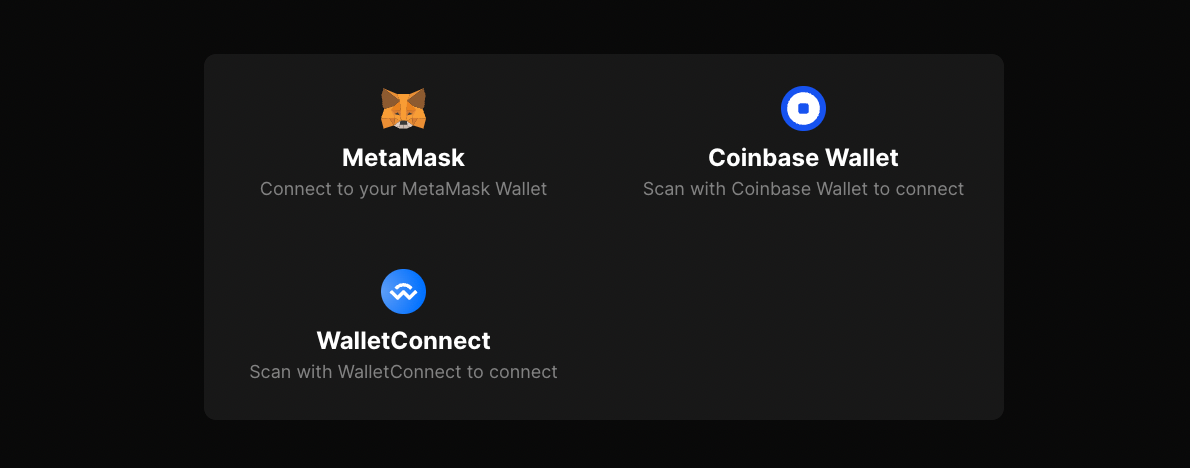 MetaMask
Connect to your MetaMask Wallet
Coinbase Wallet
Scan with Coinbase Wallet to connect
WalletConnect
Scan with WalletConnect to connect